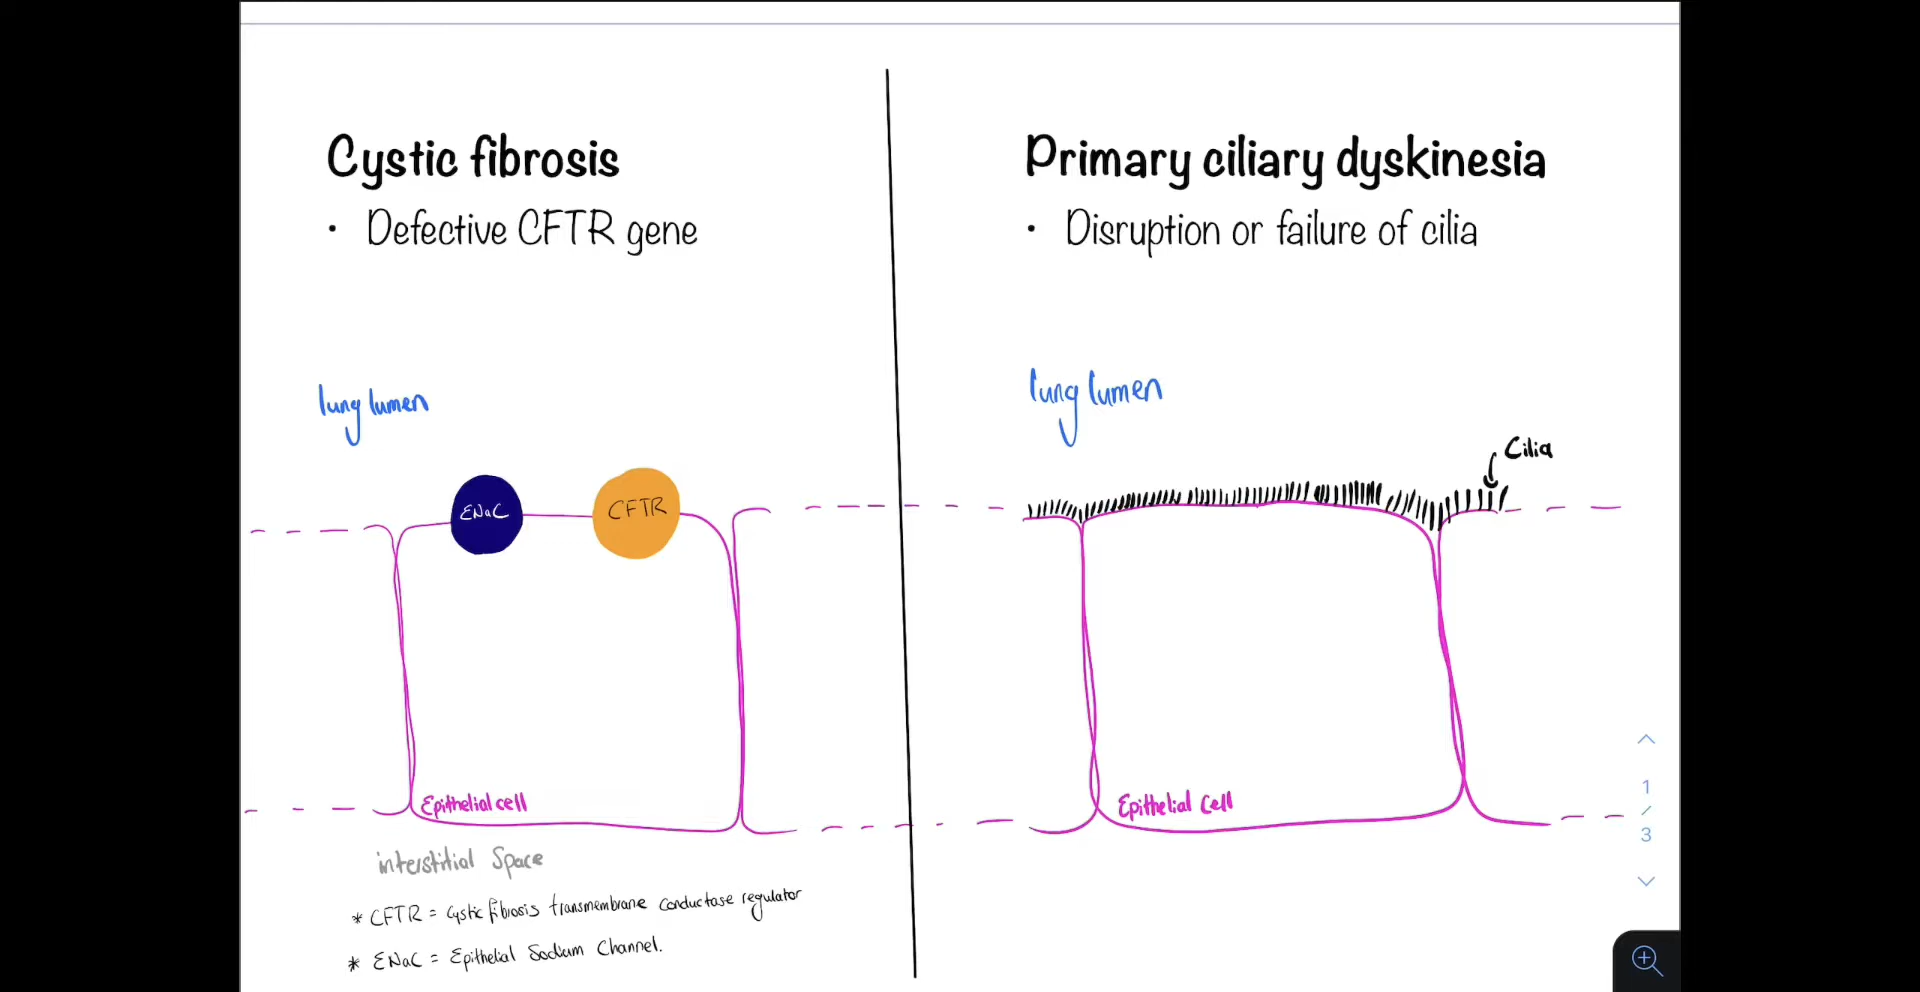 Cystic fibrosis
• Defective CFTR gene
lung lumen
ENaC
CFTR
Epithelial cell
interstitial Space
* CFTR = Cystic fibrosis transmembrane conductase regulator
* ENaC = Epithelial Sodium Channel.
Primary ciliary dyskinesia
• Disruption or failure of cilia
lung lumen
Cilia
Epithelial Cell
1
/
3